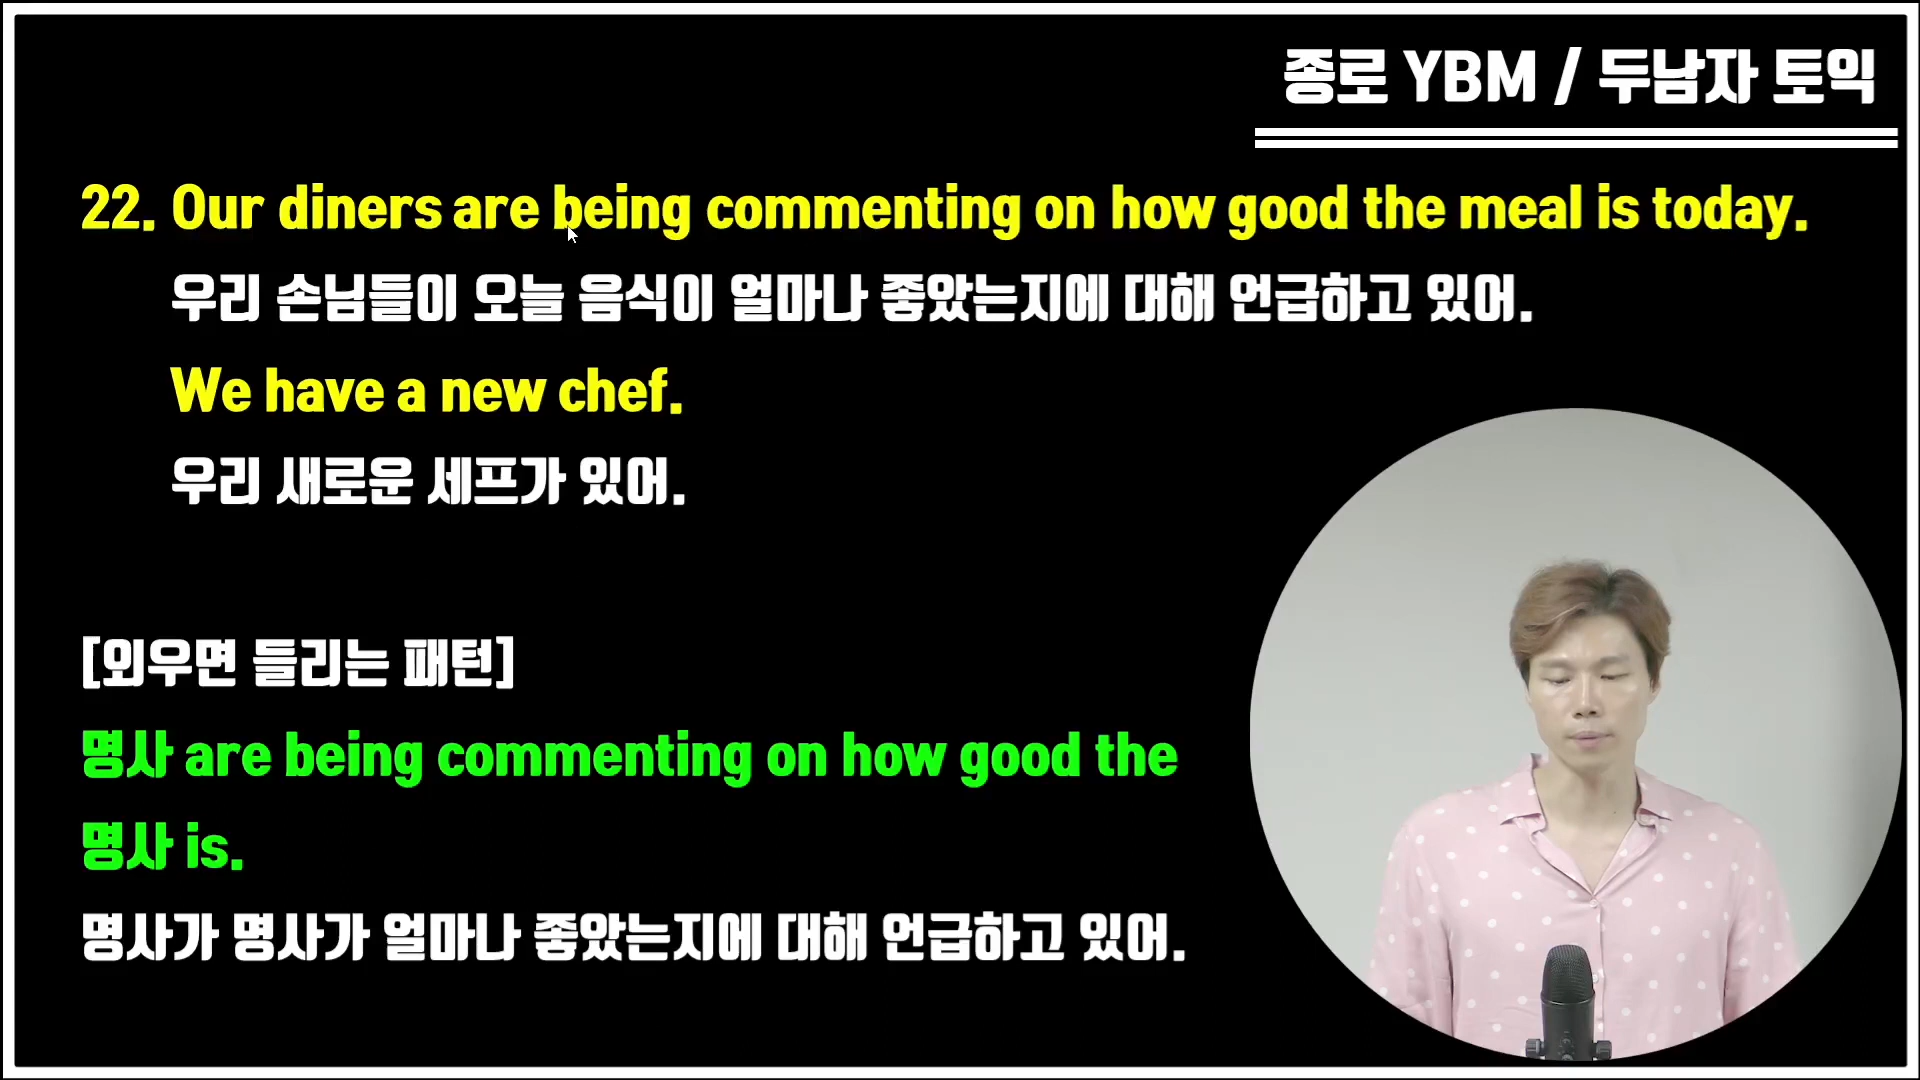 종로 YBM / 두남자 토익
22. Our diners are being commenting on how good the meal is today.
우리 손님들이 오늘 음식이 얼마나 좋았는지에 대해 언급하고 있어.
We have a new chef.
우리 새로운 세프가 있어.
[외우면 들리는 패턴]
명사 are being commenting on how good the
명사 is.
명사가 명사가 얼마나 좋았는지에 대해 언급하고 있어.